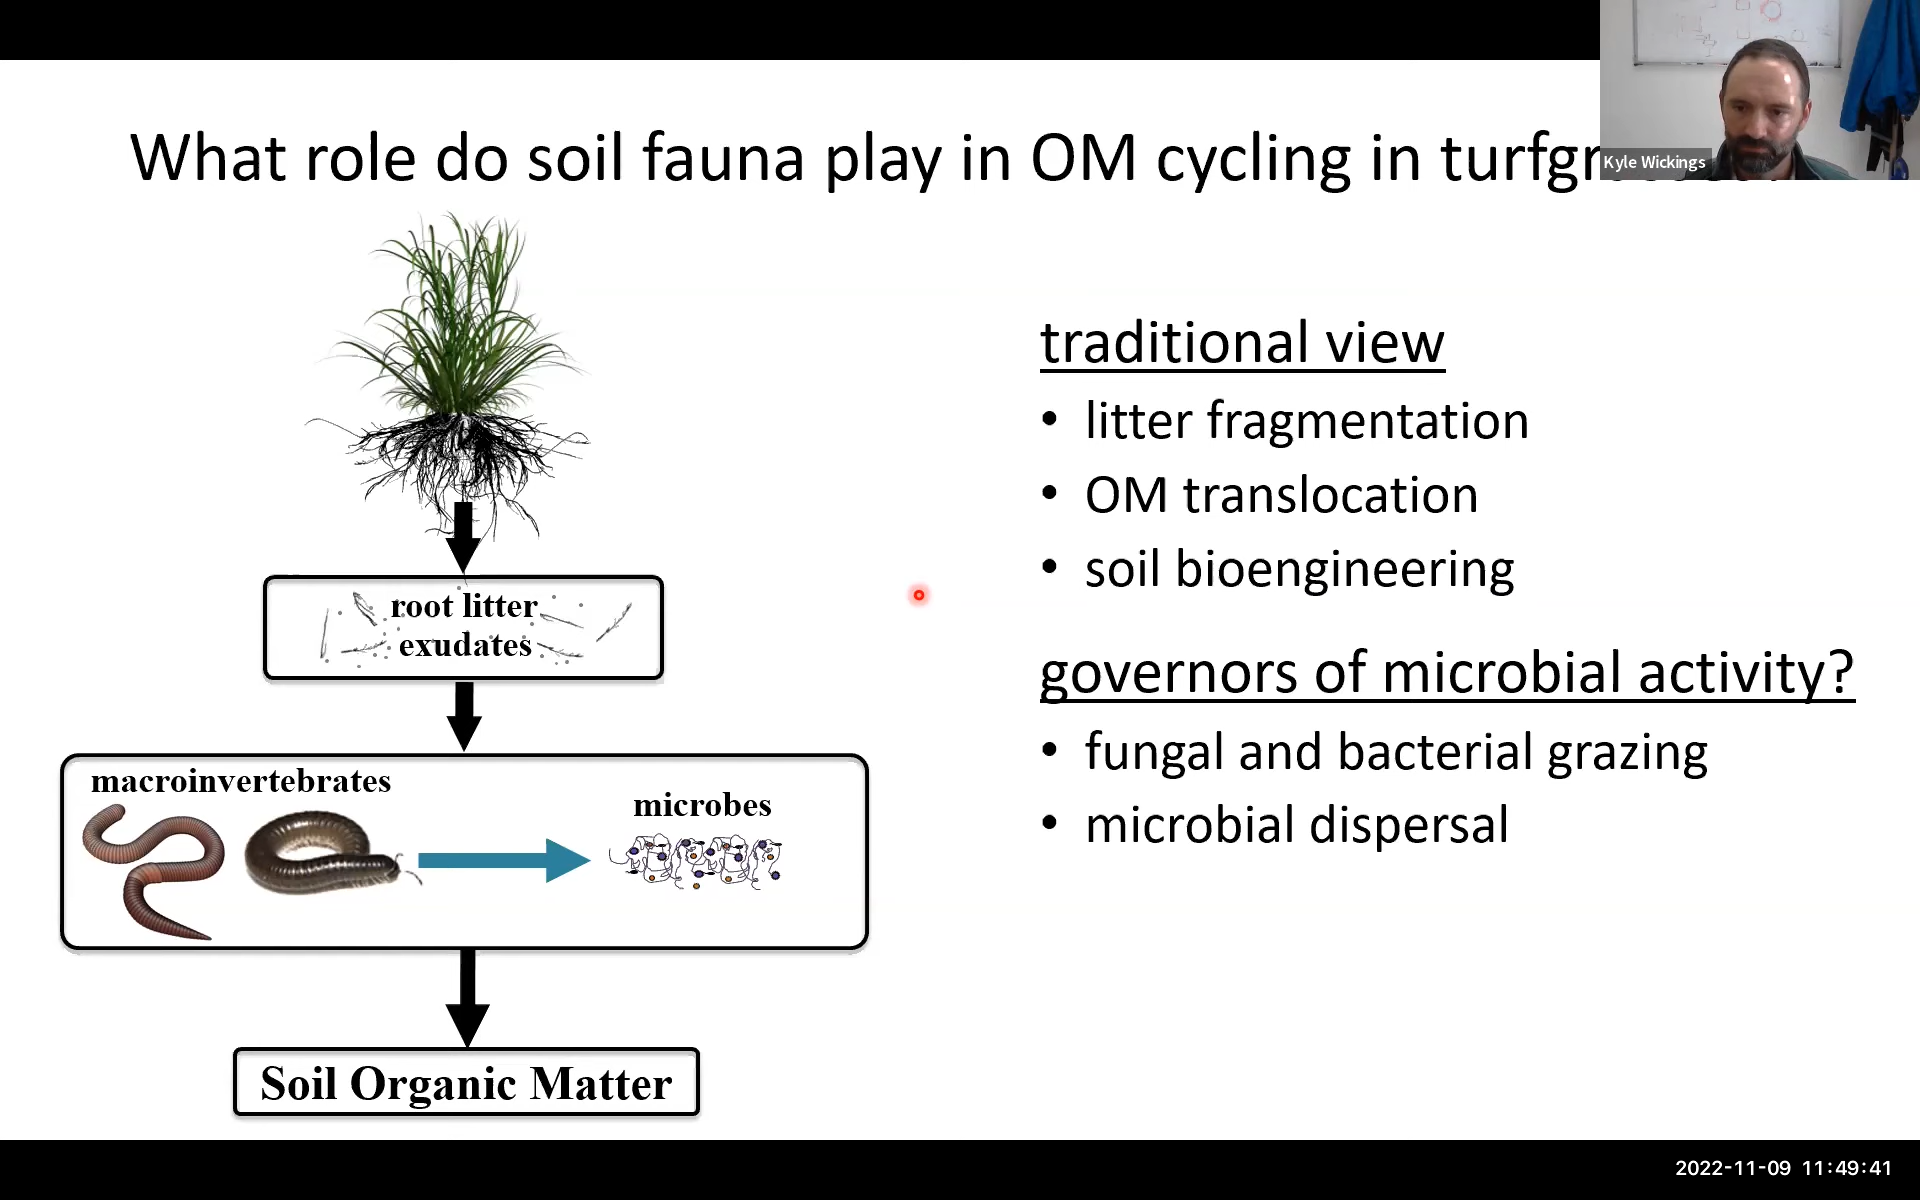 What role do soil fauna play in OM cycling in
Kyle Wickings
traditional view
• litter fragmentation
• OM translocation
• soil bioengineering
governors of microbial activity?
• fungal and bacterial grazing
• microbial dispersal
root litter
exudates
macroinvertebrates
microbes
Soil Organic Matter
2022-11-09 11:49:41